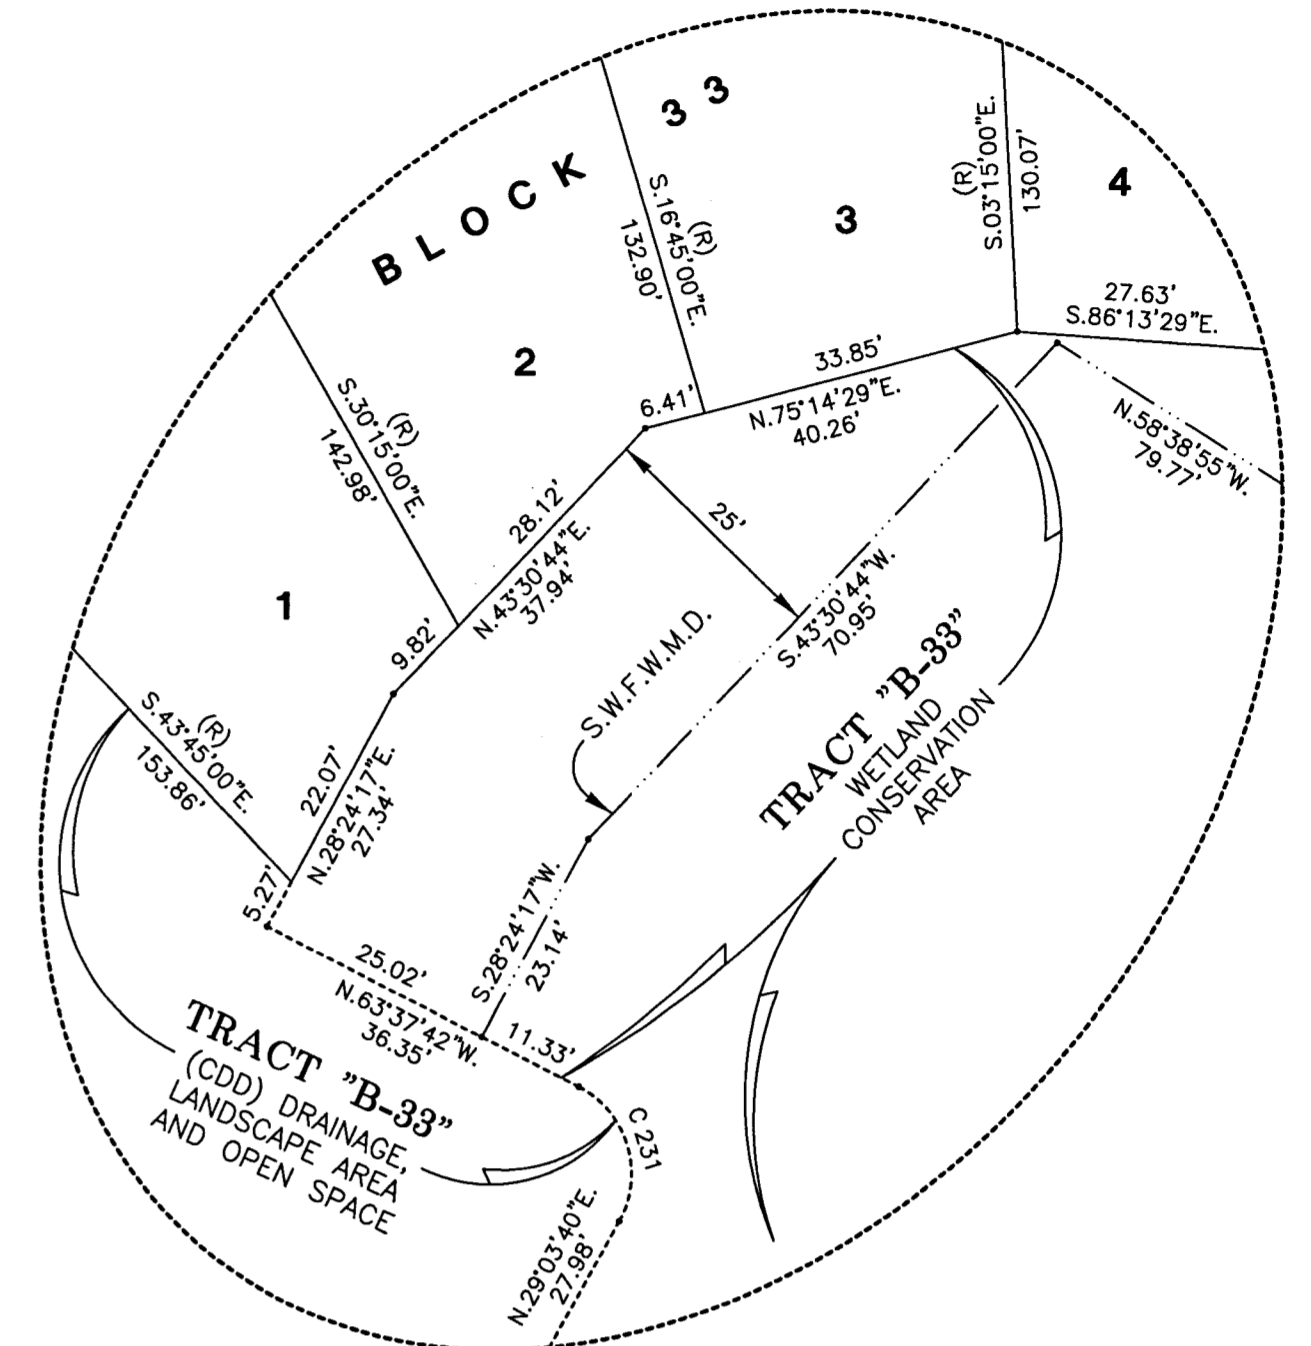 BLOCK 33
1
2
3
4
(R)
S.03°15'00"E.
130.07'
(R)
S.16°45'00"E.
132.90'
27.63'
S.86°13'29"E.
33.85'
N.75°14'29"E.
40.26'
6.41'
N.58°38'55"W.
79.77'
(R)
S.30°15'00"E.
142.98'
28.12'
N.43°30'44"E.
37.94'
25'
S.43°30'44"W.
70.95'
9.82'
S.W.F.W.M.D.
TRACT "B-33"
WETLAND
CONSERVATION
AREA
(R)
S.43°45'00"E.
153.86'
22.07'
N.28°24'17"E.
27.34'
5.27'
S.28°24'17"W.
23.14'
25.02'
N.63°37'42"W.
36.35'
11.33'
TRACT "B-33"
(CDD) DRAINAGE,
LANDSCAPE AREA
AND OPEN SPACE
C 231
N.29°03'40"E.
27.98'